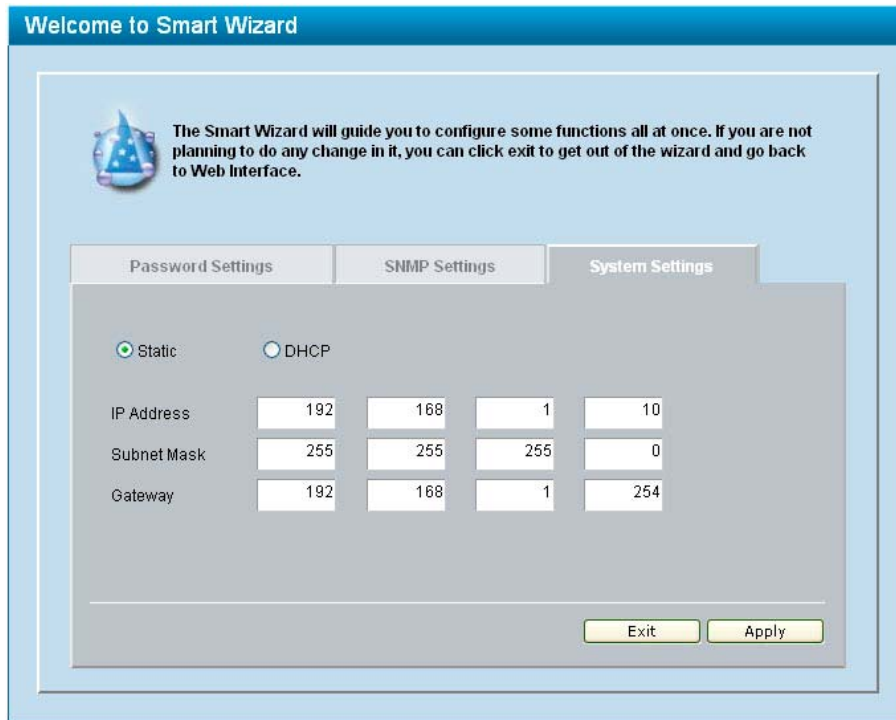 Welcome to Smart Wizard
The Smart Wizard will guide you to configure some functions all at once. If you are not
planning to do any change in it, you can click exit to get out of the wizard and go back
to Web Interface.
Password Settings SNMP Settings System Settings
Static DHCP
IP Address 192 168 1 10
Subnet Mask 255 255 255 0
Gateway 192 168 1 254
Exit Apply